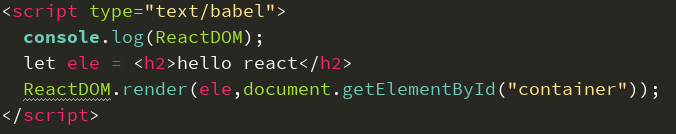 <script type="text/babel">
console.log(ReactDOM);
let ele = <h2>hello react</h2>
ReactDOM.render(ele,document.getElementById("container"));
</script>